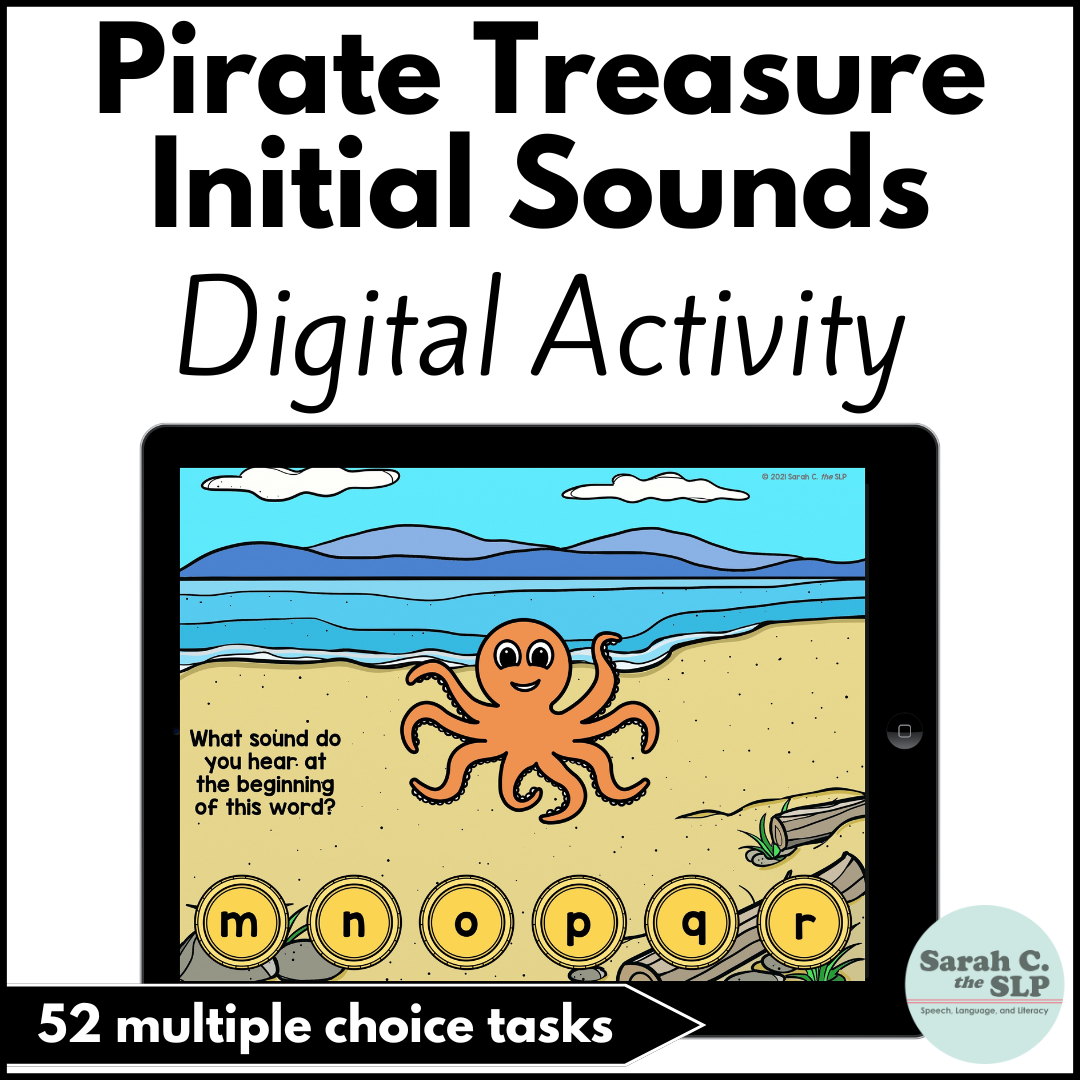 Pirate Treasure
Initial Sounds
Digital Activity
© 2021 Sarah C. the SLP
What sound do
you hear at
the beginning
of this word?
m n o p q r
52 multiple choice tasks
Sarah C.
the SLP
Speech, Language, and Literacy